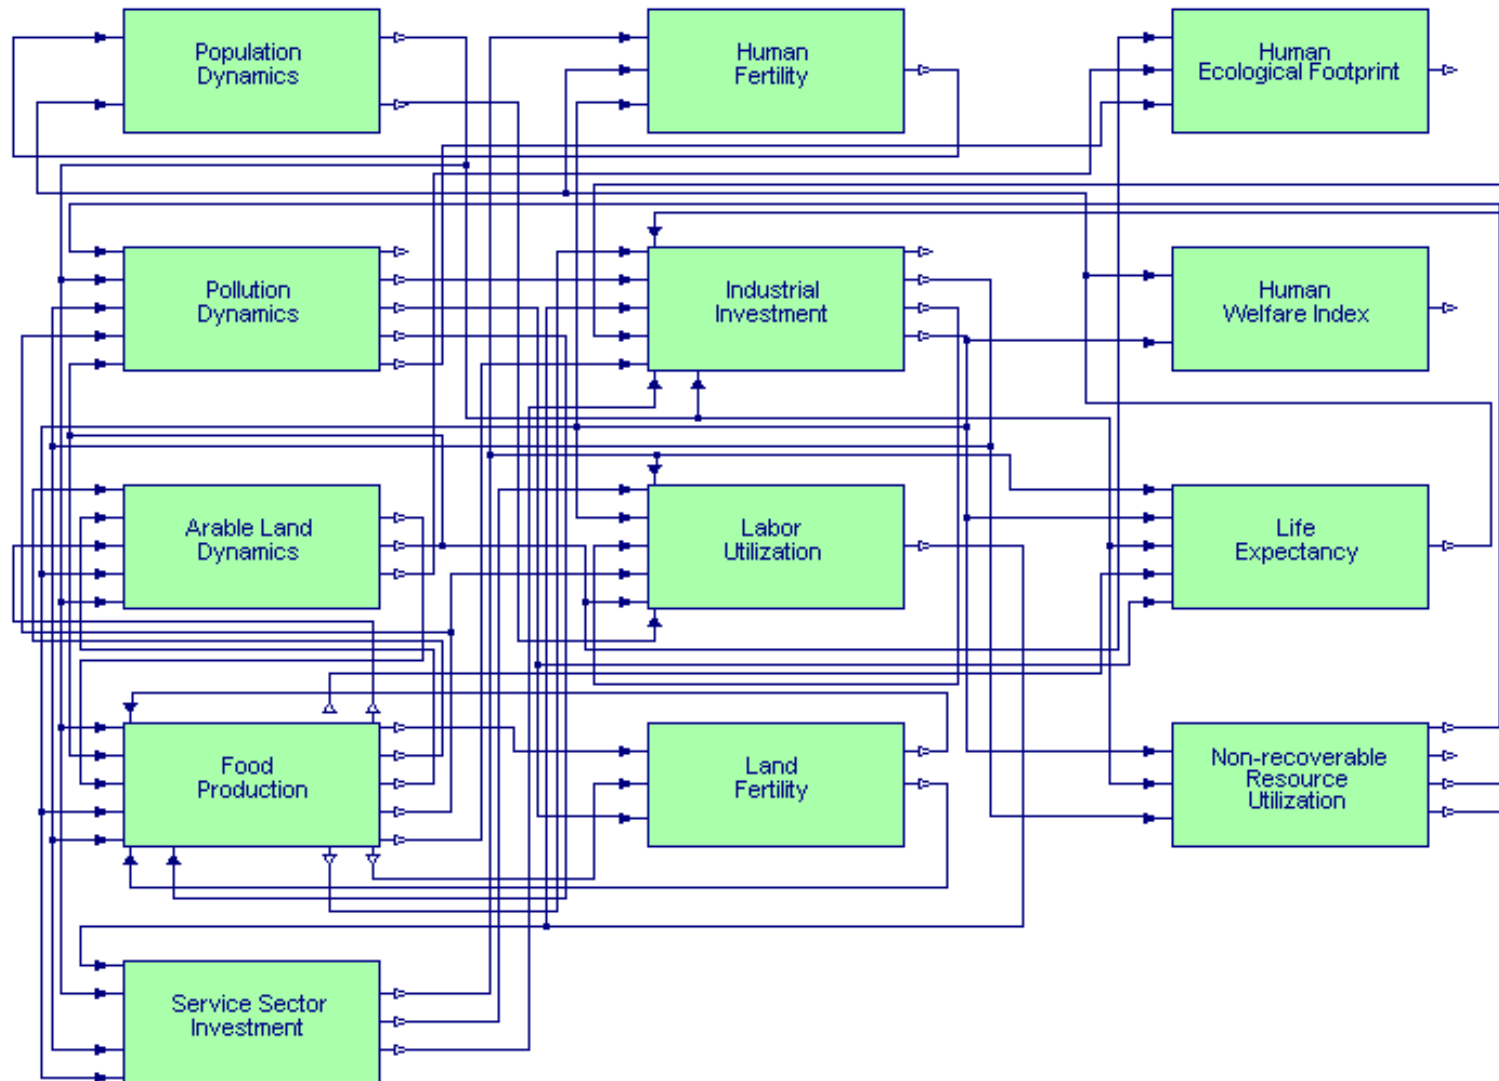 Population
Dynamics
Human
Fertility
Human
Ecological Footprint
Pollution
Dynamics
Industrial
Investment
Human
Welfare Index
Arable Land
Dynamics
Labor
Utilization
Life
Expectancy
Food
Production
Land
Fertility
Non-recoverable
Resource
Utilization
Service Sector
Investment